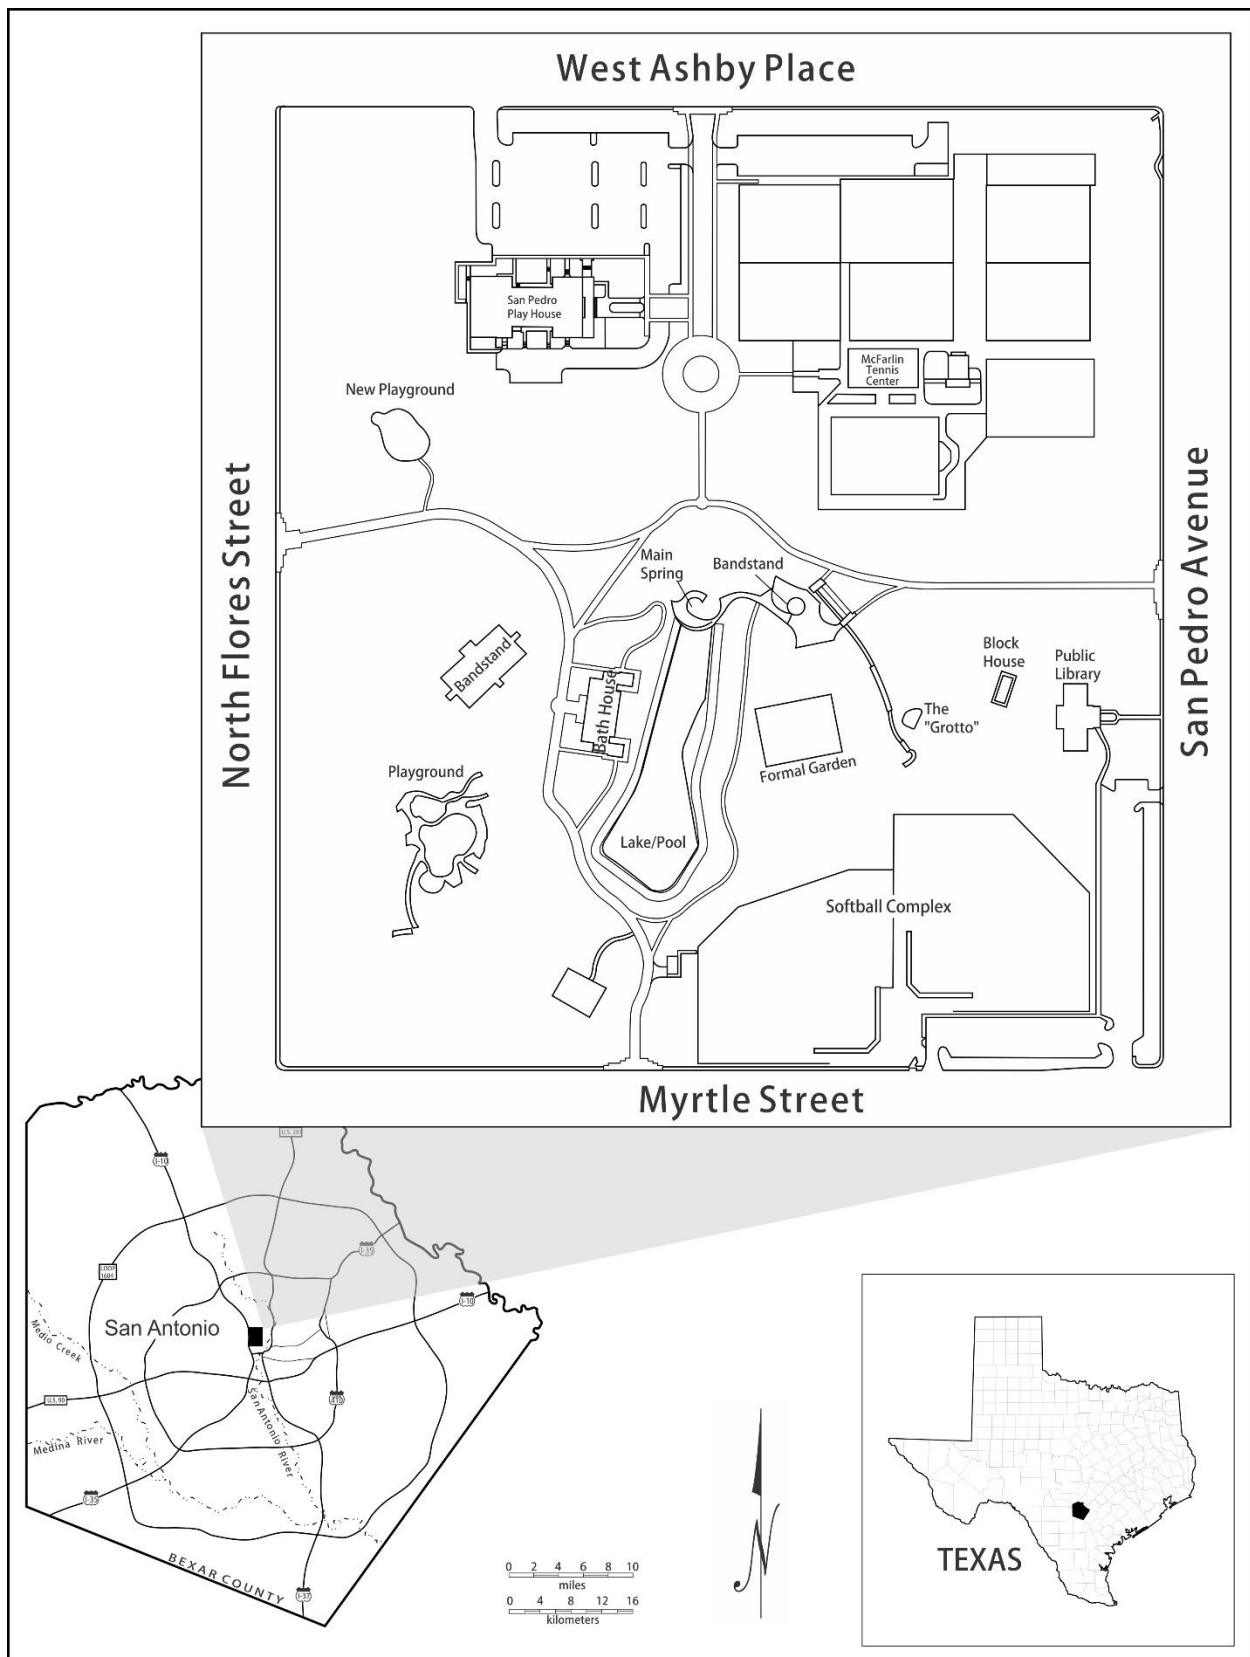 West Ashby Place
San Pedro
Play House
McFarlin
Tennis
Center
New Playground
North Flores Street
San Pedro Avenue
Main
Spring
Bandstand
Bandstand
Bath House
Block
House
Public
Library
The
"Grotto"
Formal Garden
Playground
Lake/Pool
Softball Complex
Myrtle Street
U.S. 281
I-10
I-35
LOOP
1604
I-10
San Antonio
Medio Creek
U.S. 90
410
San Antonio River
Medina River
I-35
I-37
BEXAR COUNTY
0 2 4 6 8 10
miles
0 4 8 12 16
kilometers
N
TEXAS